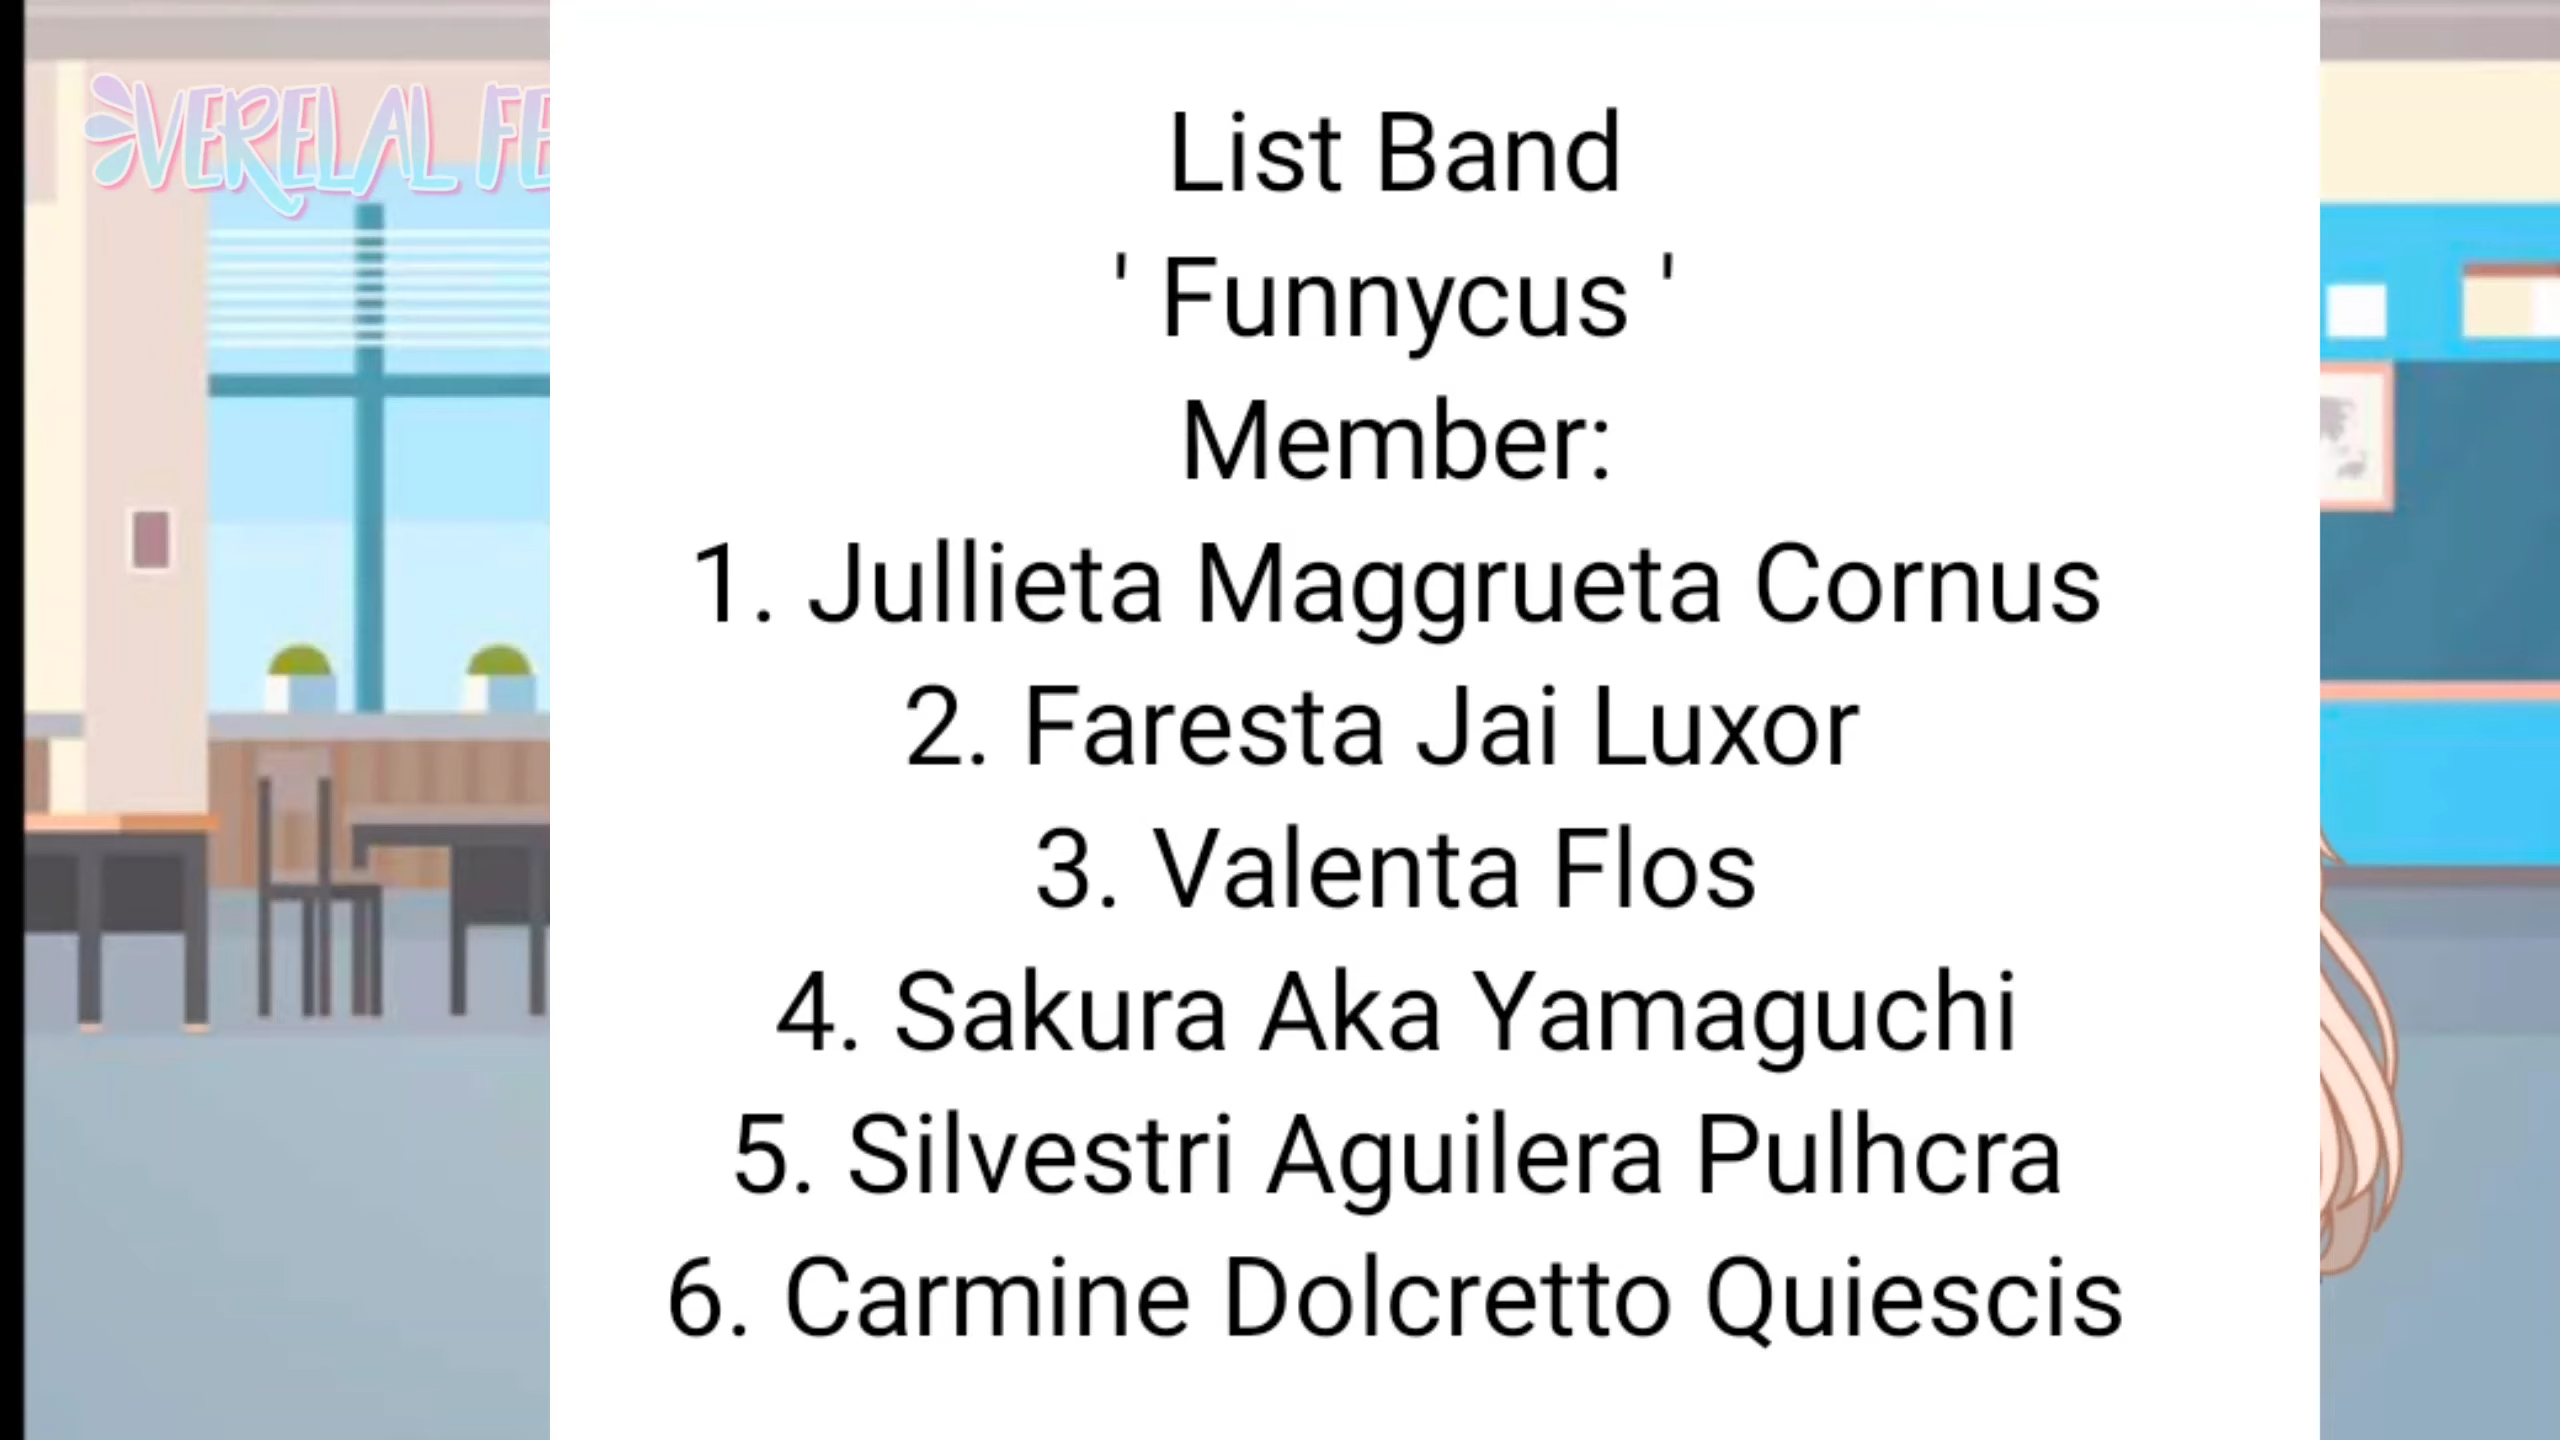 VERELAL
List Band
' Funnycus '
Member:
1. Jullieta Maggrueta Cornus
2. Faresta Jai Luxor
3. Valenta Flos
4. Sakura Aka Yamaguchi
5. Silvestri Aguilera Pulhcra
6. Carmine Dolcretto Quiescis